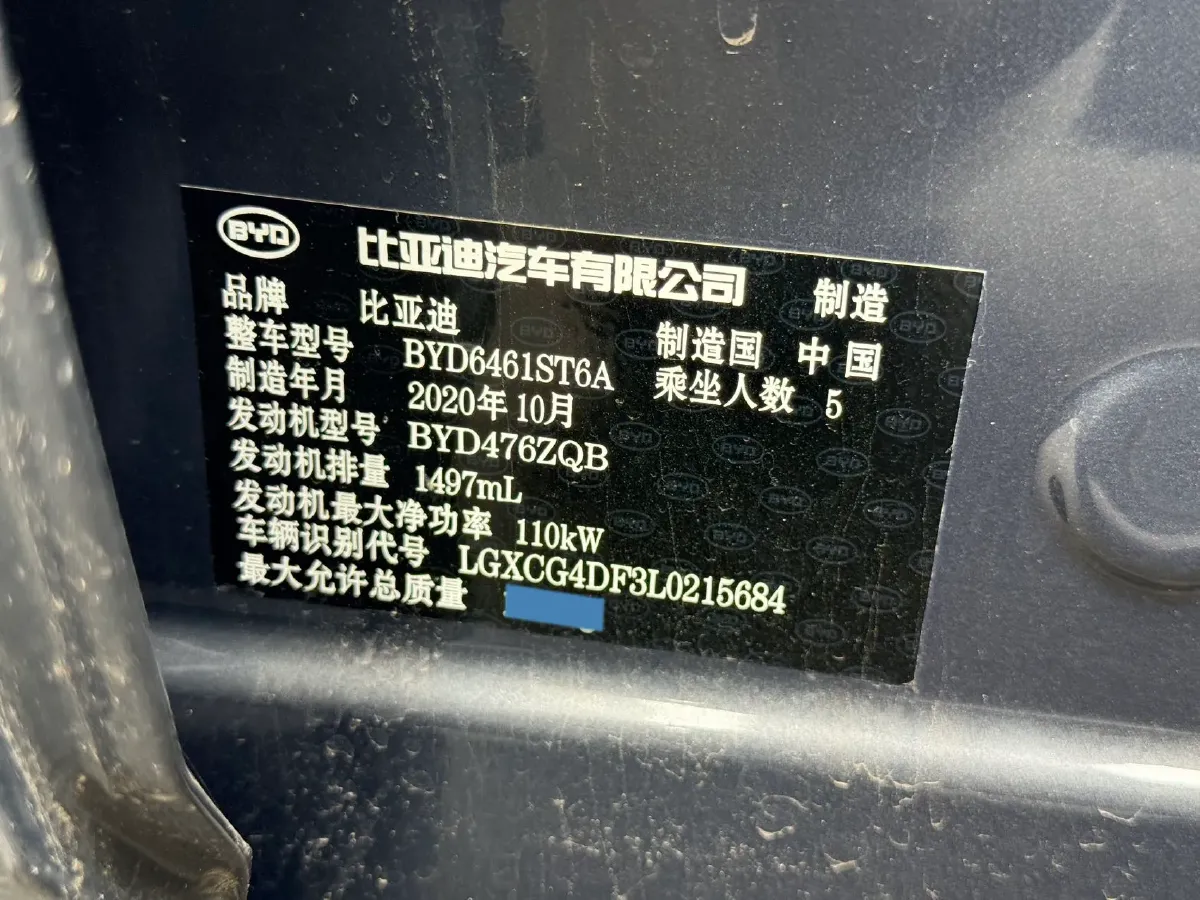 BYD 比亚迪汽车有限公司 制造
品牌 比亚迪 制造国 中国
整车型号 BYD6461ST6A 乘坐人数 5
制造年月 2020年10月
发动机型号 BYD476ZQB
发动机排量 1497mL
发动机最大净功率 110kW
车辆识别代号 LGXCG4DF3L0215684
最大允许总质量